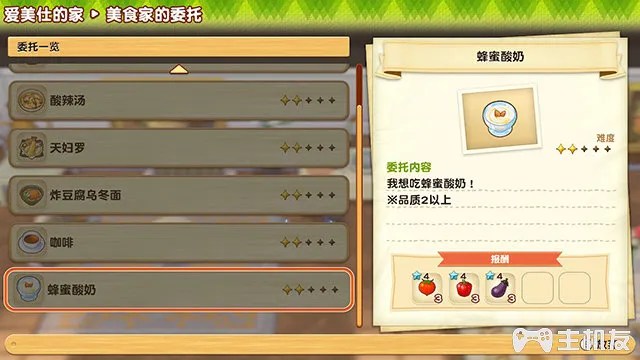 爱美仕的家 ▶ 美食家的委托
委托一览
酸辣汤
天妇罗
炸豆腐乌冬面
咖啡
蜂蜜酸奶
蜂蜜酸奶
难度
委托内容
我想吃蜂蜜酸奶！
※品质2以上
报酬
4 4 4
3 3 3
主机友